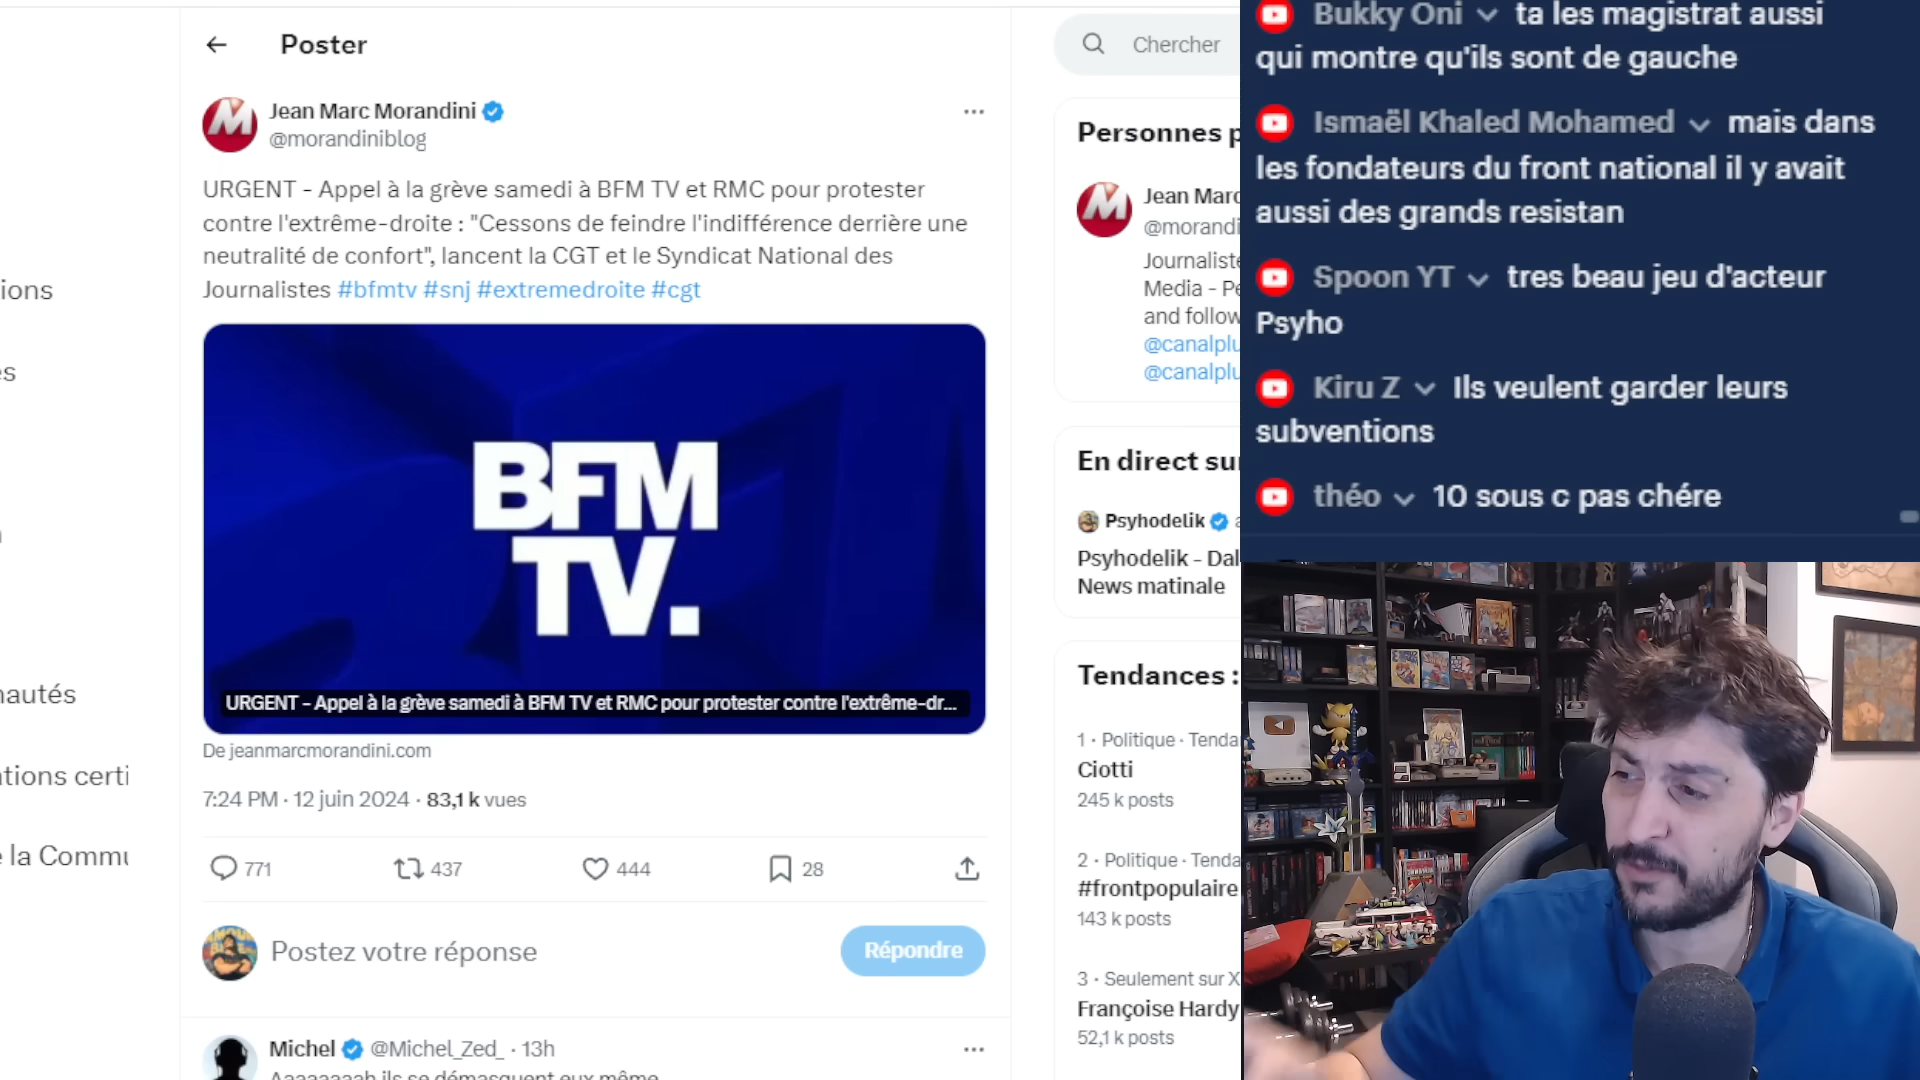 Poster
Jean Marc Morandini
@morandiniblog
URGENT - Appel à la grève samedi à BFM TV et RMC pour protester
contre l'extrême-droite : "Cessons de feindre l'indifférence derrière une
neutralité de confort", lancent la CGT et le Syndicat National des
Journalistes #bfmtv #snj #extremedroite #cgt
BFM
TV.
URGENT - Appel à la grève samedi à BFM TV et RMC pour protester contre l'extrême-dr...
De jeanmarcmorandini.com
7:24 PM · 12 juin 2024 · 83,1 k vues
771 437 444 28
Postez votre réponse
Répondre
Michel @Michel_Zed_ · 13h
Aaaaaaaah ils se démasquent eux même
ions
s
nautés
ations certi
e la Commu
Chercher
Personnes p
Jean Marc
@morandi
Journaliste
Media - Pe
and follow
@canalplu
@canalplu
En direct sur
Psyhodelik
Psyhodelik - Dal
News matinale
Tendances :
1 · Politique · Tenda
Ciotti
245 k posts
2 · Politique · Tenda
#frontpopulaire
143 k posts
3 · Seulement sur X
Françoise Hardy
52,1 k posts
Bukky Oni ta les magistrat aussi
qui montre qu'ils sont de gauche
Ismaël Khaled Mohamed mais dans
les fondateurs du front national il y avait
aussi des grands resistan
Spoon YT tres beau jeu d'acteur
Psyho
Kiru Z Ils veulent garder leurs
subventions
théo 10 sous c pas chére